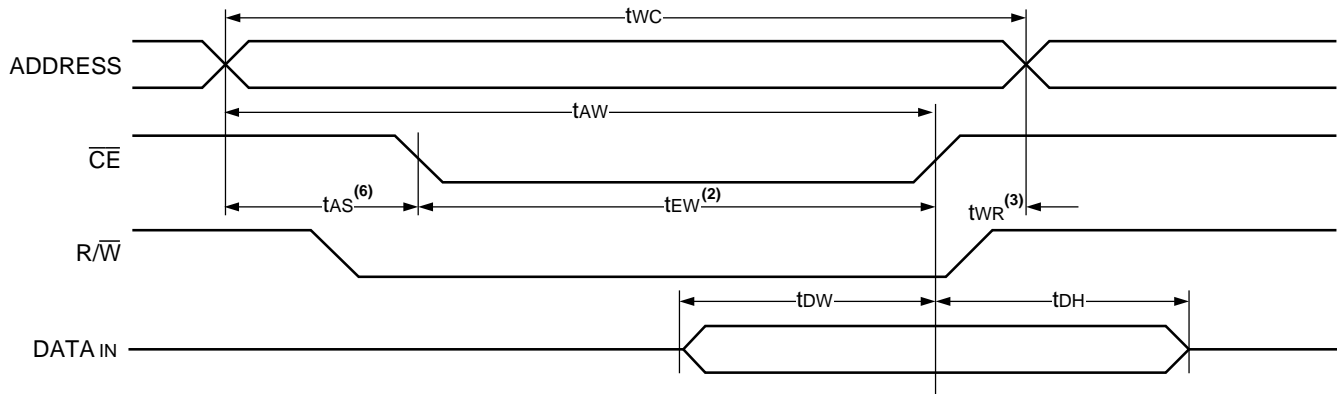 tWC
ADDRESS
tAW
CE
tAS(6)
tEW(2)
tWR(3)
R/W
tDW
tDH
DATA IN